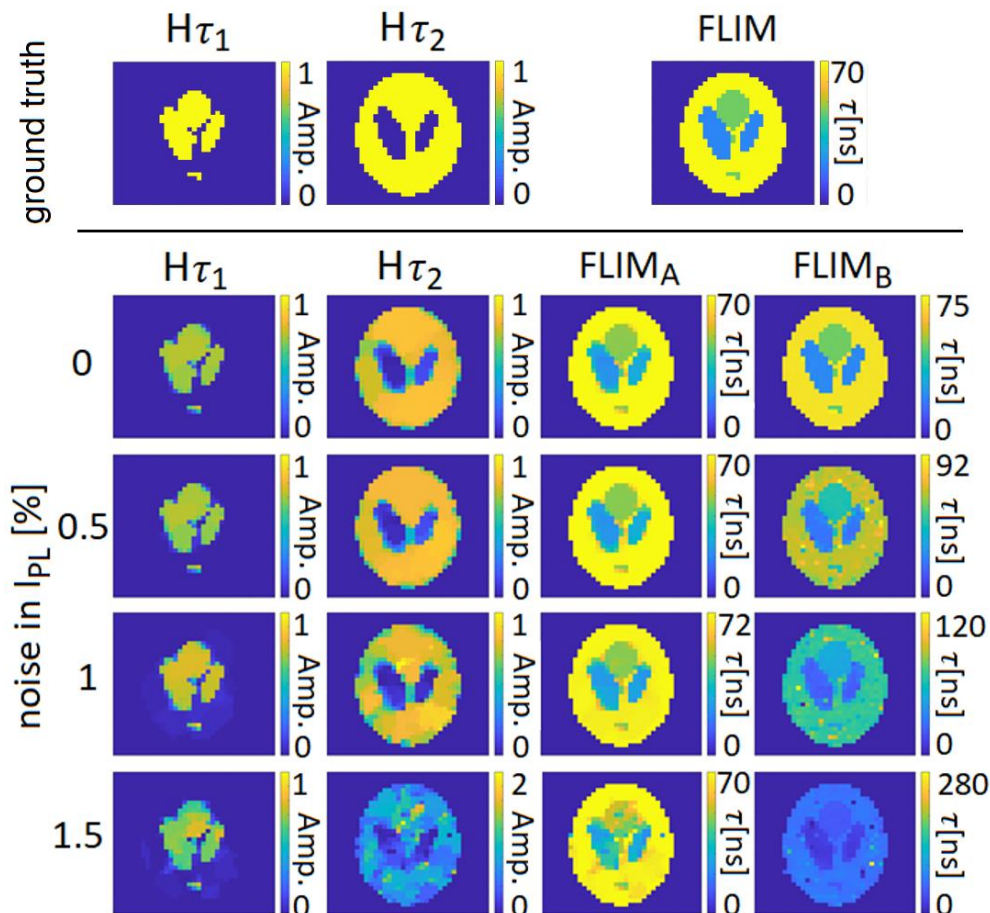 ground truth
Hτ1 Hτ2 FLIM
1 Amp. 0 1 Amp. 0 70 τ[ns] 0
Hτ1 Hτ2 FLIMA FLIMB
noise in IPL [%]
0 1 Amp. 0 1 Amp. 0 70 τ[ns] 0 75 τ[ns] 0
0.5 1 Amp. 0 1 Amp. 0 70 τ[ns] 0 92 τ[ns] 0
1 1 Amp. 0 1 Amp. 0 72 τ[ns] 0 120 τ[ns] 0
1.5 1 Amp. 0 2 Amp. 0 70 τ[ns] 0 280 τ[ns] 0